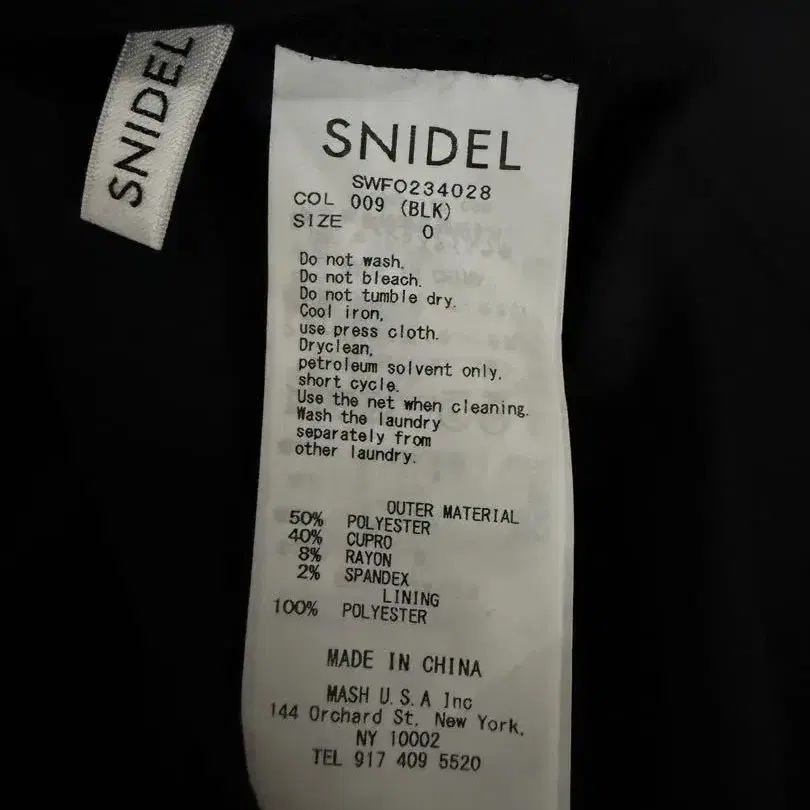 SNIDEL
SNIDEL
SWFO234028
COL 009 (BLK)
SIZE 0
Do not wash.
Do not bleach.
Do not tumble dry.
Cool iron,
use press cloth.
Dryclean,
petroleum solvent only.
short cycle.
Use the net when cleaning.
Wash the laundry
separately from
other laundry.
OUTER MATERIAL
50% POLYESTER
40% CUPRO
8% RAYON
2% SPANDEX
LINING
100% POLYESTER
MADE IN CHINA
MASH U.S.A Inc
144 Orchard St. New York,
NY 10002
TEL 917 409 5520